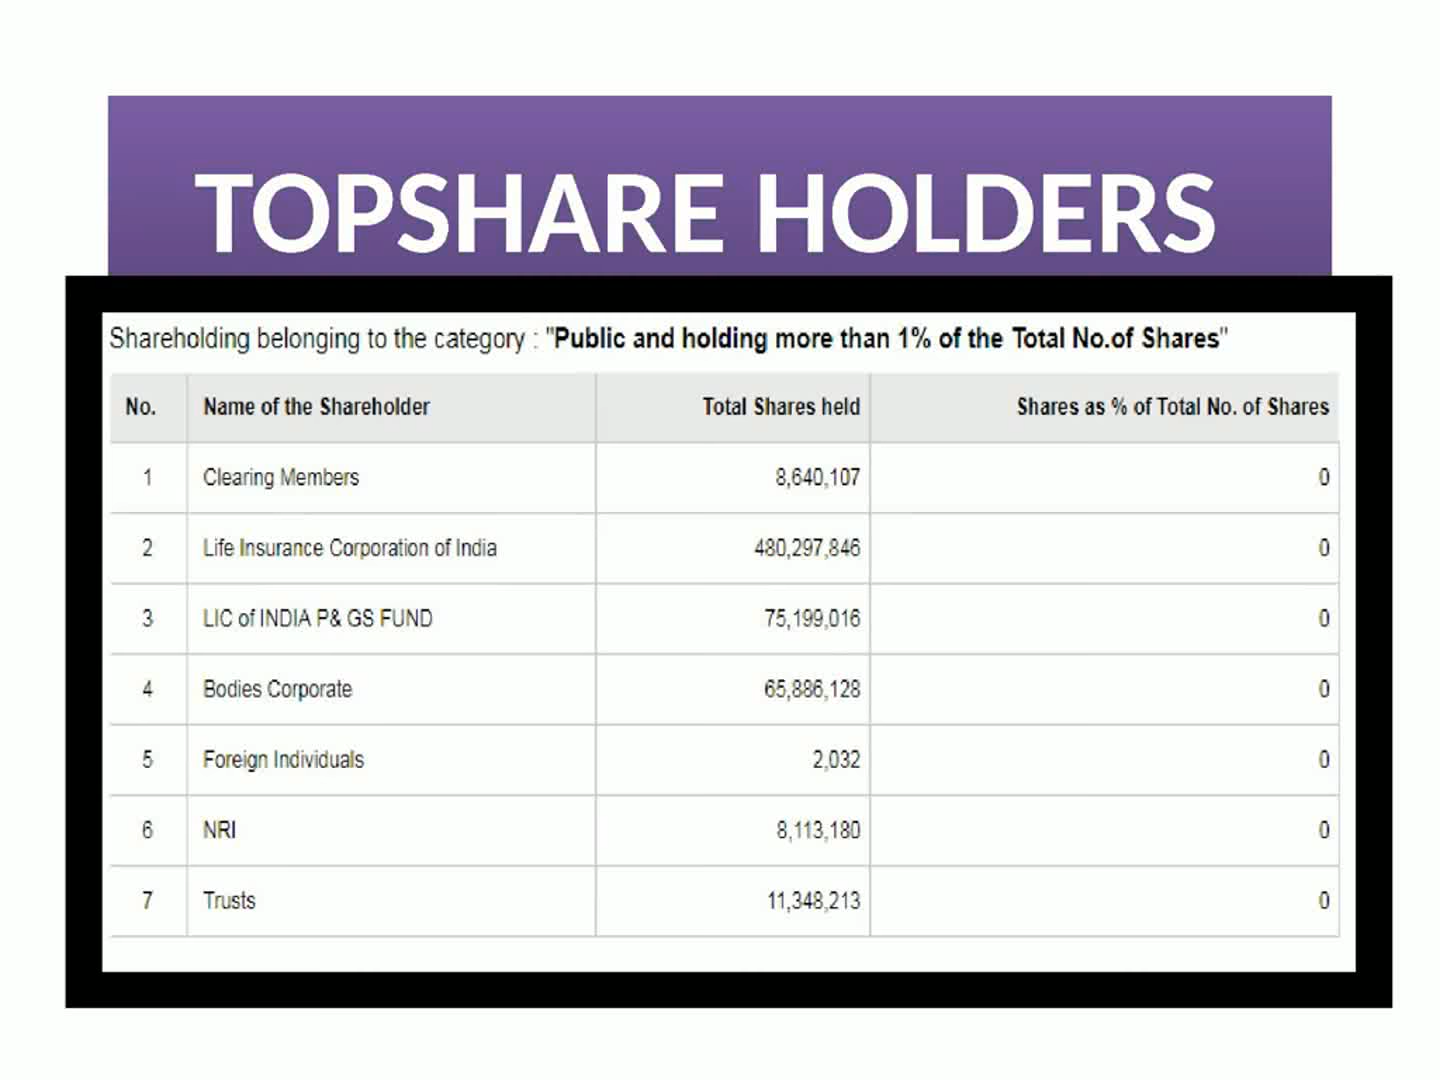 TOPSHARE HOLDERS
Shareholding belonging to the category : "Public and holding more than 1% of the Total No.of Shares"
No. Name of the Shareholder Total Shares held Shares as % of Total No. of Shares
1 Clearing Members 8,640,107 0
2 Life Insurance Corporation of India 480,297,846 0
3 LIC of INDIA P& GS FUND 75,199,016 0
4 Bodies Corporate 65,886,128 0
5 Foreign Individuals 2,032 0
6 NRI 8,113,180 0
7 Trusts 11,348,213 0